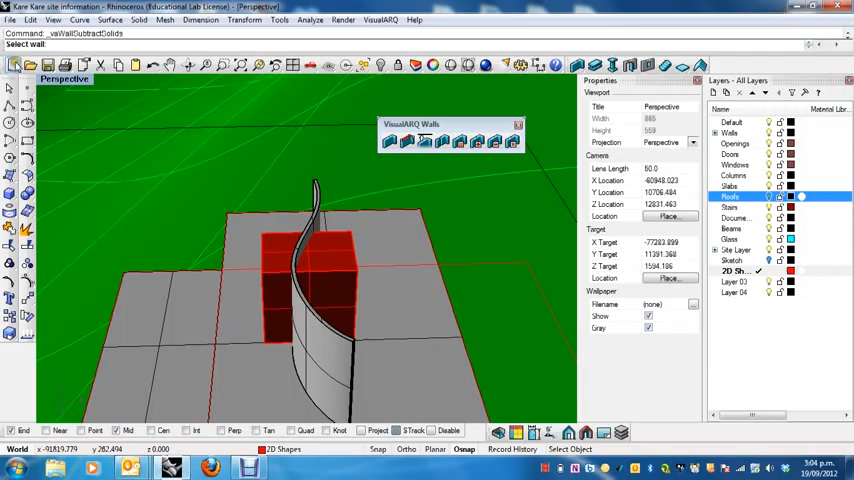 Kare Kare site information - Rhinoceros (Educational Lab License) - [Perspective]
File Edit View Curve Surface Solid Mesh Dimension Transform Tools Analyze Render VisualARQ Help
Command: _vaWallSubtractSolids
Select wall:
Perspective
VisualARQ Walls
Properties
Viewport
Title Perspective
Width 865
Height 559
Projection Perspective
Camera
Lens Length 50.0
X Location -60948.023
Y Location 10706.484
Z Location 12831.463
Location Place...
Target
X Target -77283.899
Y Target 11391.368
Z Target 1594.186
Location Place...
Wallpaper
Filename (none) ...
Show
Gray
Layers - All Layers
Name Material Libr
Default
Walls
Openings
Doors
Windows
Columns
Slabs
Roofs
Stairs
Docume...
Beams
Glass
Site Layer
Sketch
2D Sh...
Layer 03
Layer 04
End Near Point Mid Cen Int Perp Tan Quad Knot Project STrack Disable
World x -91819.779 y 262.494 z 0.000 2D Shapes Snap Ortho Planar Osnap Record History Select Object
3:04 p.m.
19/09/2012